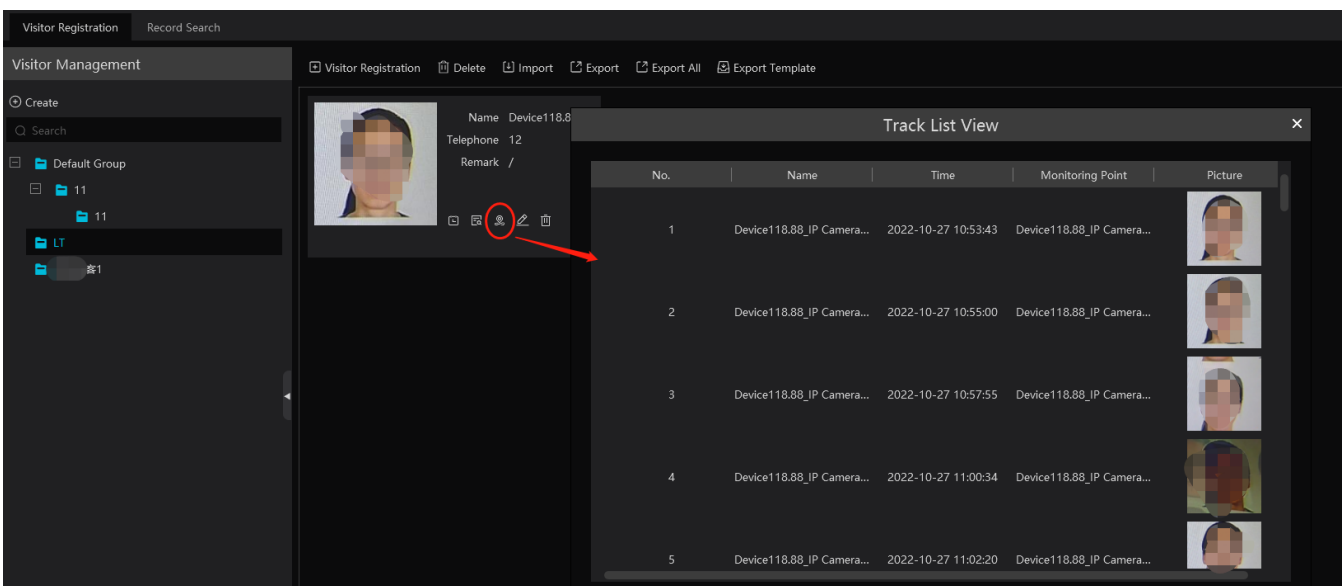 Visitor Registration Record Search
Visitor Management
Visitor Registration Delete Import Export Export All Export Template
Create
Search
Default Group
11
11
LT
客1
Name Device118.8
Telephone 12
Remark /
Track List View
No. Name Time Monitoring Point Picture
1 Device118.88_IP Camera... 2022-10-27 10:53:43 Device118.88_IP Camera...
2 Device118.88_IP Camera... 2022-10-27 10:55:00 Device118.88_IP Camera...
3 Device118.88_IP Camera... 2022-10-27 10:57:55 Device118.88_IP Camera...
4 Device118.88_IP Camera... 2022-10-27 11:00:34 Device118.88_IP Camera...
5 Device118.88_IP Camera... 2022-10-27 11:02:20 Device118.88_IP Camera...